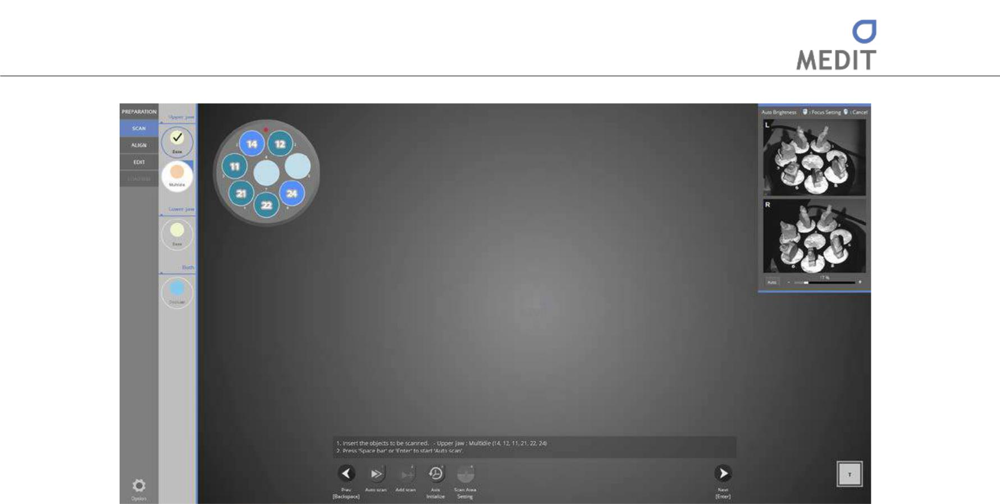 MEDIT
PREPARATION
SCAN
ALIGN
EDIT
Upper jaw
Base
Multidie
Lower jaw
Base
Both
Occlusion
14
12
11
21
22
24
Auto Brightness : Focus Setting : Cancel
L
R
17 %
Auto - +
1. Insert the objects to be scanned. - Upper Jaw : Multidie (14, 12, 11, 21, 22, 24)
2. Press 'Space bar' or 'Enter' to start 'Auto scan'.
Prev
[Backspace]
Auto scan
Add scan
Axis
Initialize
Scan Area
Setting
Next
[Enter]
T
Option